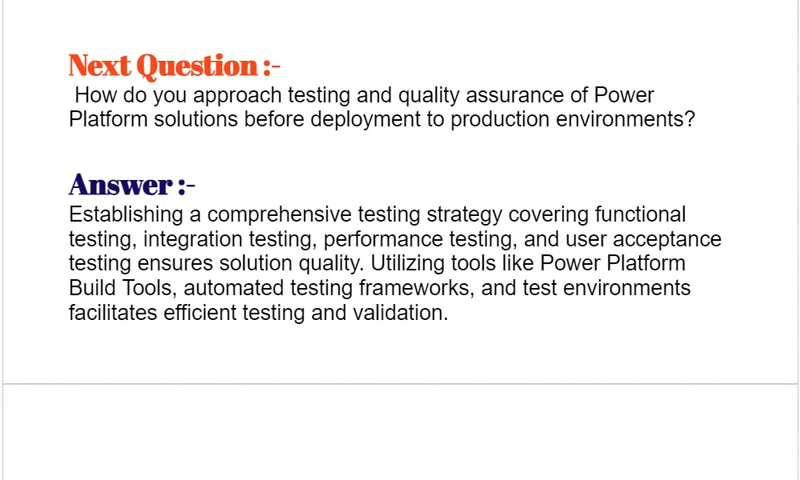 Next Question :-
How do you approach testing and quality assurance of Power
Platform solutions before deployment to production environments?
Answer :-
Establishing a comprehensive testing strategy covering functional
testing, integration testing, performance testing, and user acceptance
testing ensures solution quality. Utilizing tools like Power Platform
Build Tools, automated testing frameworks, and test environments
facilitates efficient testing and validation.